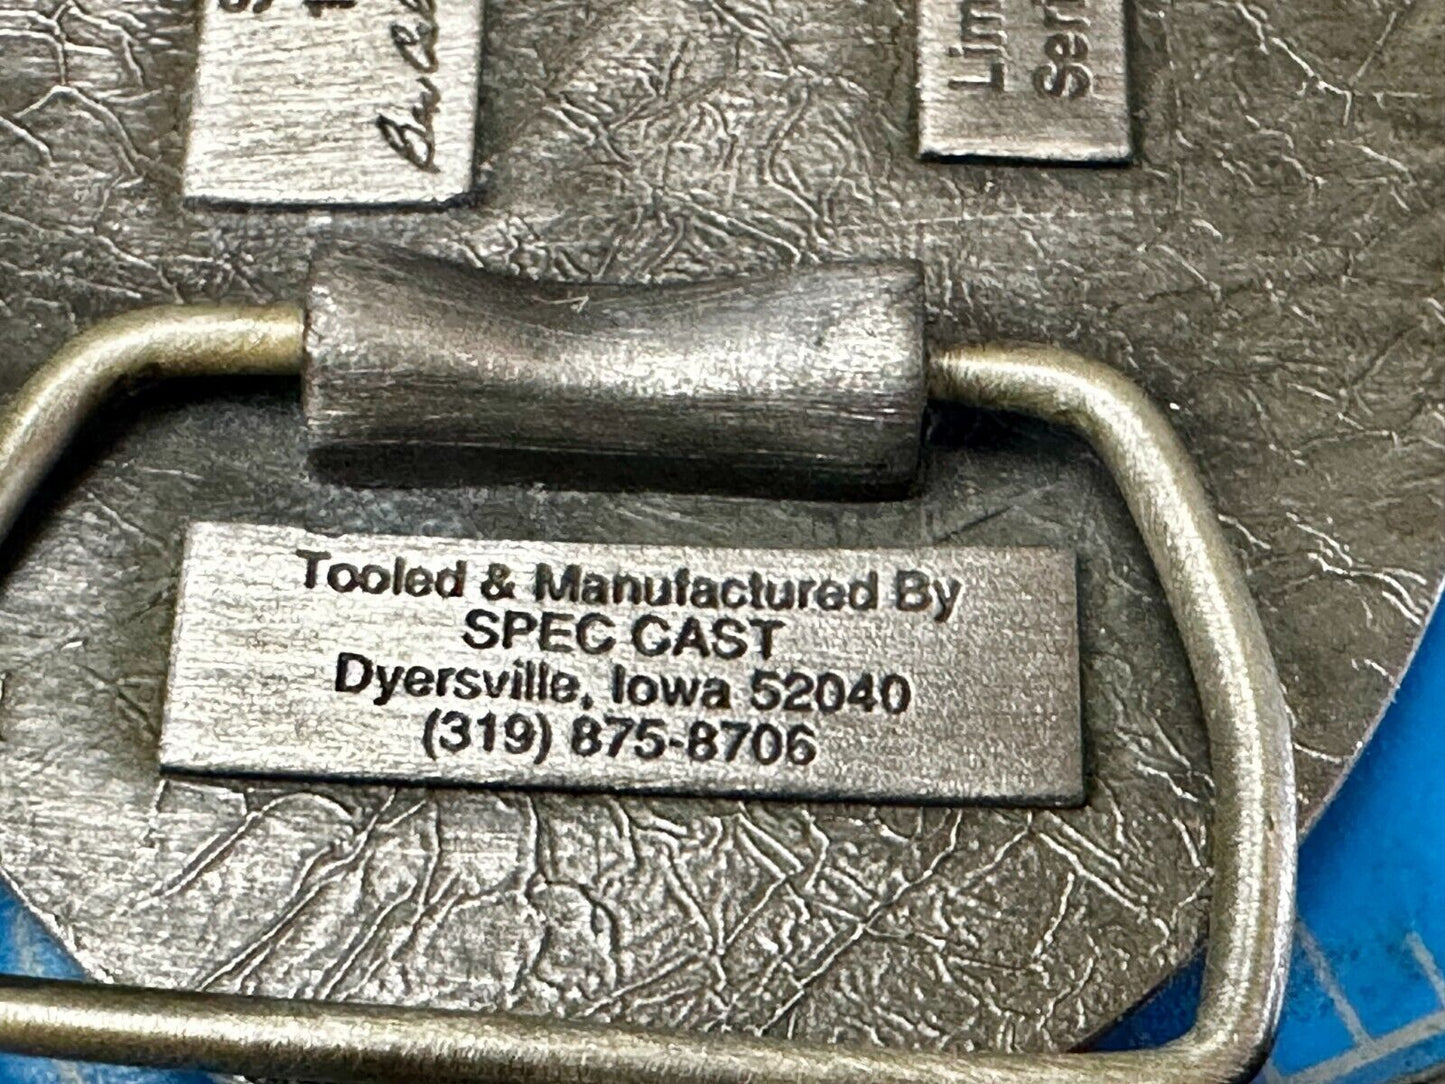 Tooled & Manufactured By
SPEC CAST
Dyersville, Iowa 52040
(319) 875-8706